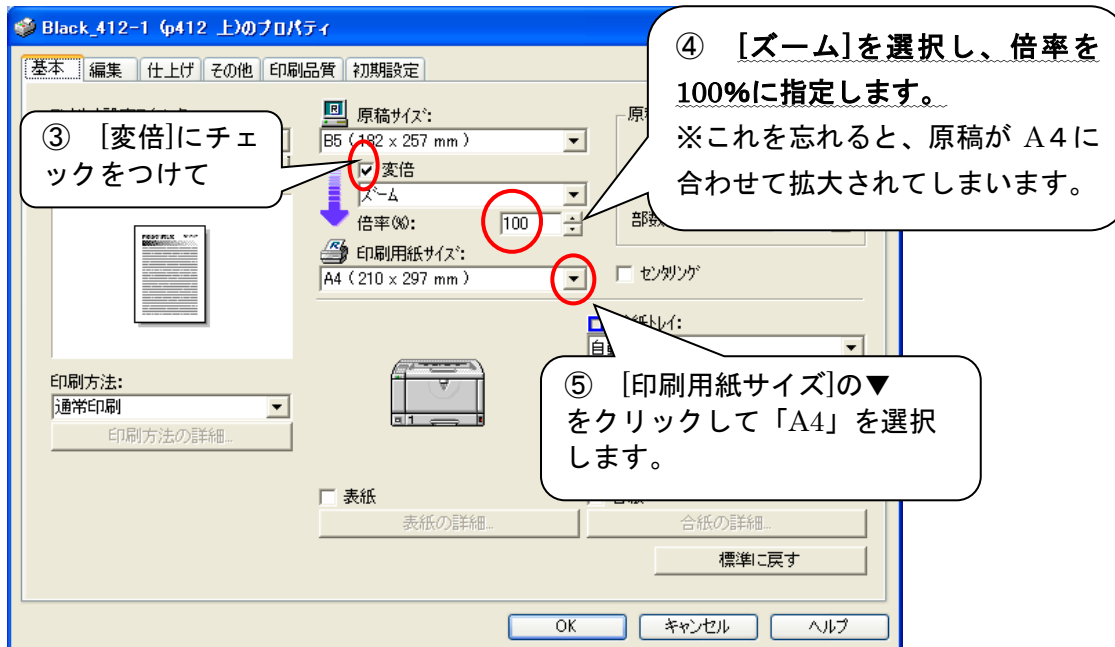 Black_412-1 (p412 上)のプロパティ
基本 編集 仕上げ その他 印刷品質 初期設定
④ [ズーム]を選択し、倍率を
100%に指定します。
※これを忘れると、原稿が A4に
合わせて拡大されてしまいます。
③ [変倍]にチェ
ックをつけて
原稿サイズ:
B5 (182 x 257 mm )
変倍
ズーム
倍率(%): 100
印刷用紙サイズ:
A4 ( 210 x 297 mm )
センタリング
印刷方法:
通常印刷
印刷方法の詳細...
⑤ [印刷用紙サイズ]の▼
をクリックして「A4」を選択
します。
表紙
表紙の詳細...
合紙の詳細...
標準に戻す
OK キャンセル ヘルプ